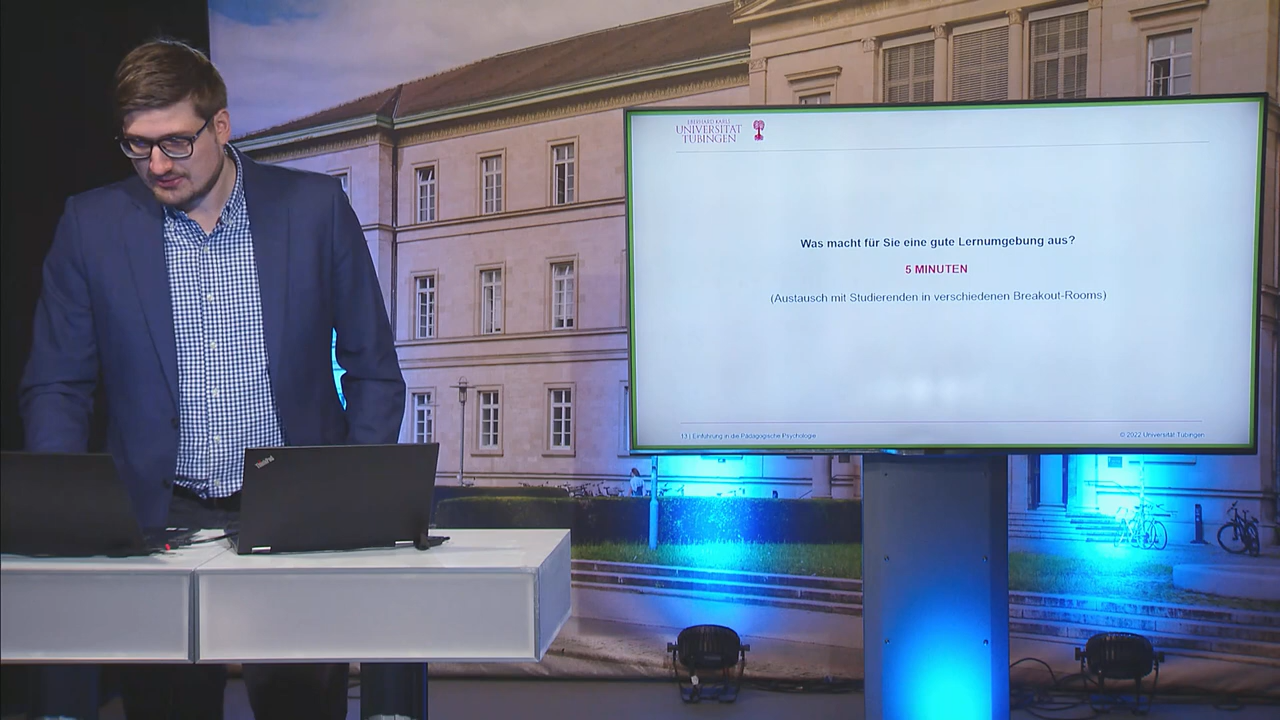 EBERHARD KARLS
UNIVERSITÄT
TÜBINGEN
Was macht für Sie eine gute Lernumgebung aus?
5 MINUTEN
(Austausch mit Studierenden in verschiedenen Breakout-Rooms)
13 | Einführung in die Pädagogische Psychologie
© 2022 Universität Tübingen
ThinkPad